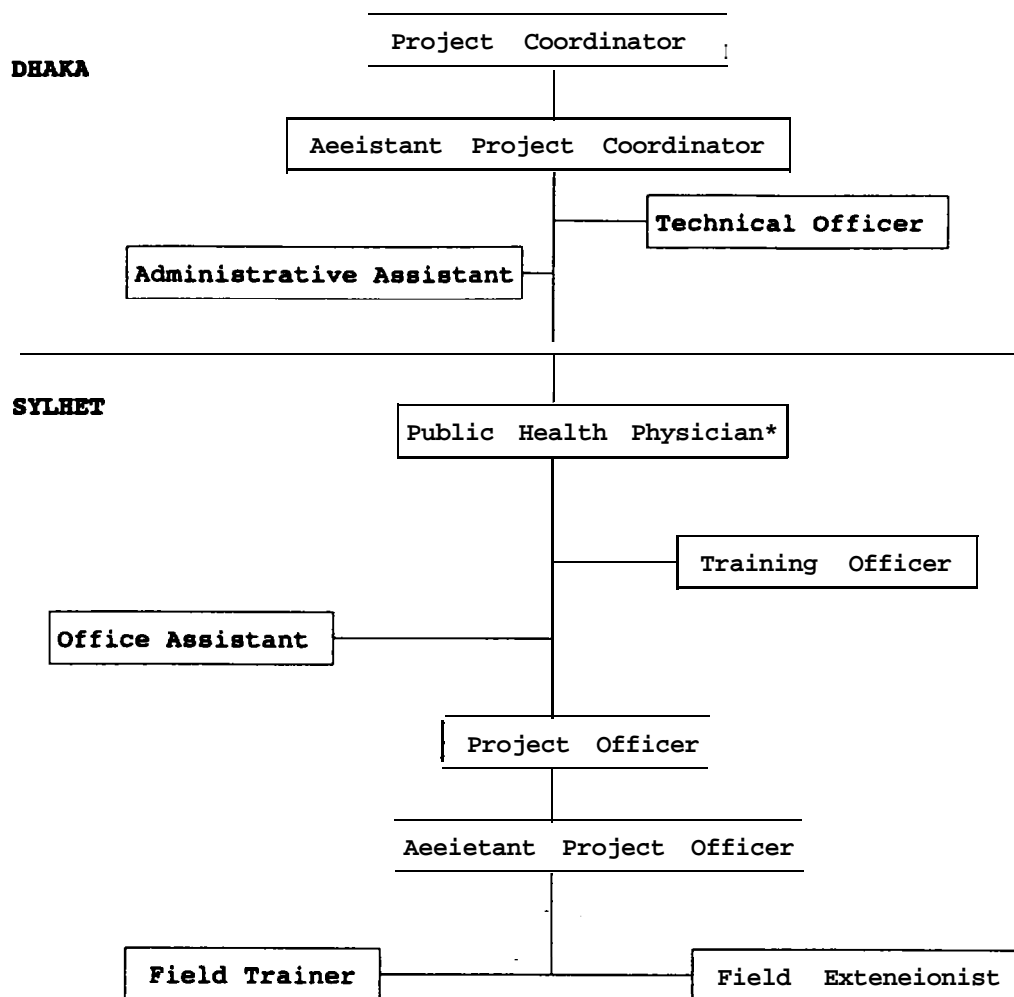 Project Coordinator
DHAKA
Aeeistant Project Coordinator
Technical Officer
Administrative Assistant
SYLHET
Public Health Physician*
Training Officer
Office Assistant
Project Officer
Aeeietant Project Officer
Field Trainer
Field Exteneionist